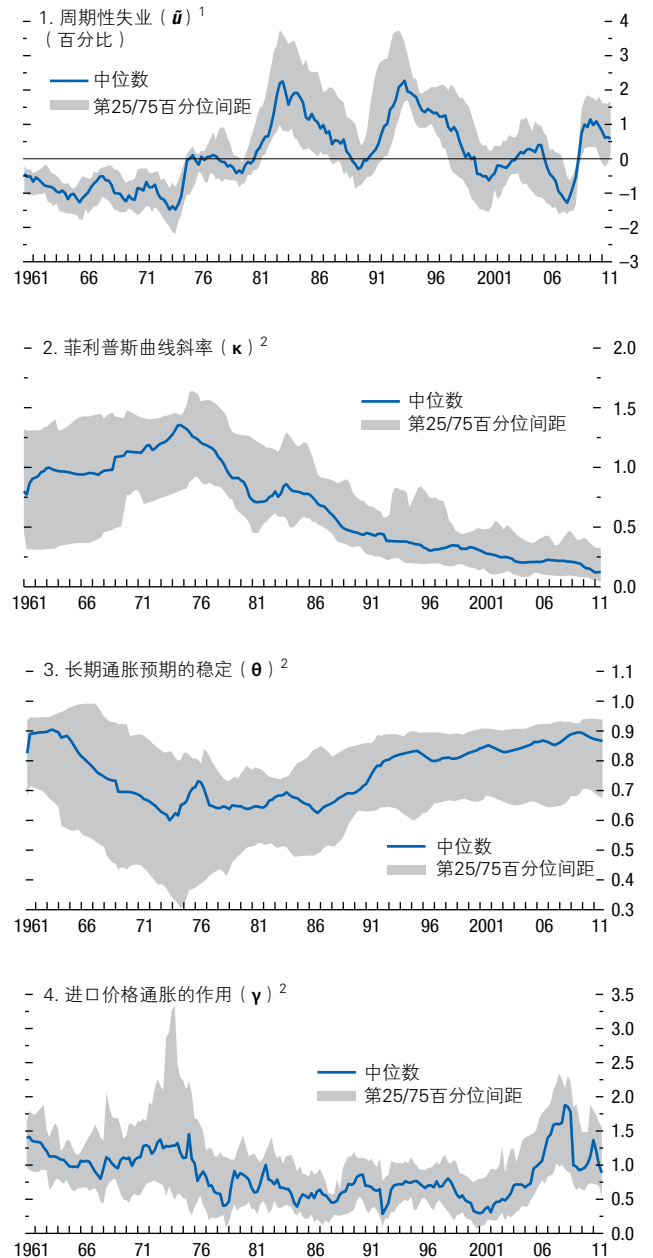 1. 周期性失业（ũ）1
（百分比）
中位数
第25/75百分位间距
4
3
2
1
0
–1
–2
–3
1961 66 71 76 81 86 91 96 2001 06 11
2. 菲利普斯曲线斜率（κ）2
中位数
第25/75百分位间距
2.0
1.5
1.0
0.5
0.0
1961 66 71 76 81 86 91 96 2001 06 11
3. 长期通胀预期的稳定（θ）2
中位数
第25/75百分位间距
1.1
1.0
0.9
0.8
0.7
0.6
0.5
0.4
0.3
1961 66 71 76 81 86 91 96 2001 06 11
4. 进口价格通胀的作用（γ）2
中位数
第25/75百分位间距
3.5
3.0
2.5
2.0
1.5
1.0
0.5
0.0
1961 66 71 76 81 86 91 96 2001 06 11